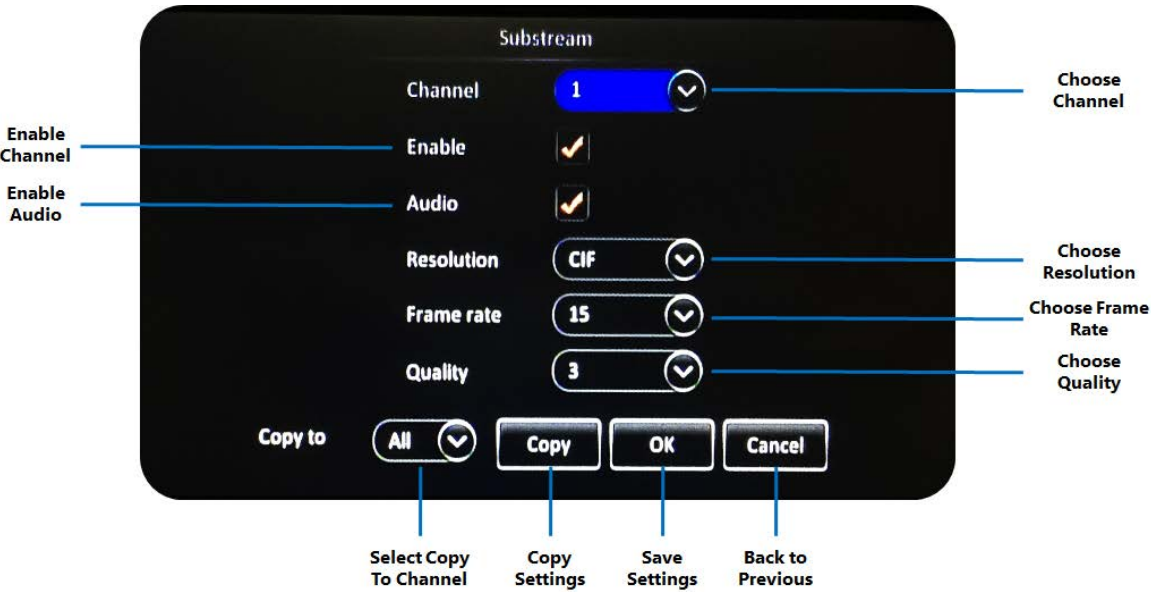 Substream
Channel 1
Choose
Channel
Enable
Channel
Enable
Enable
Audio
Audio
Resolution CIF
Choose
Resolution
Frame rate 15
Choose Frame
Rate
Quality 3
Choose
Quality
Copy to All Copy OK Cancel
Select Copy
To Channel
Copy
Settings
Save
Settings
Back to
Previous